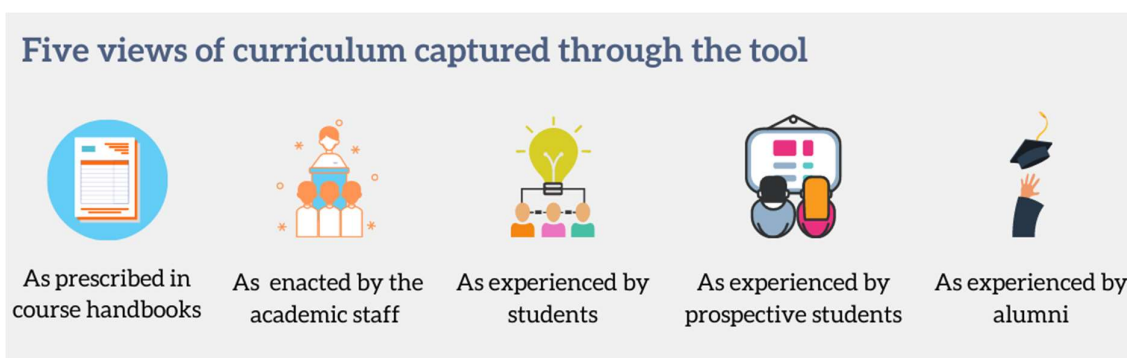 Five views of curriculum captured through the tool
As prescribed in
course handbooks
As enacted by the
academic staff
As experienced by
students
As experienced by
prospective students
As experienced by
alumni